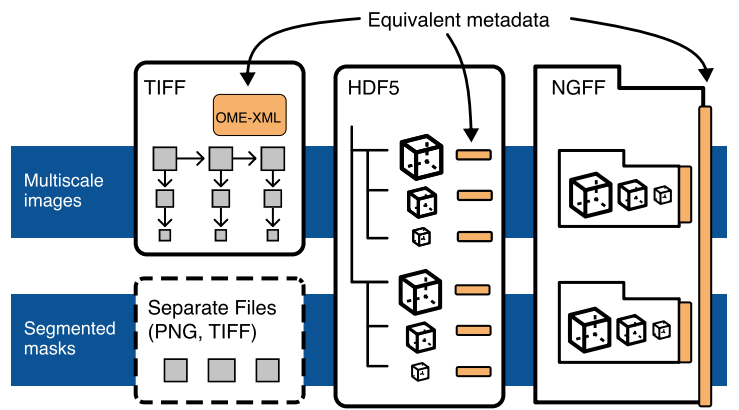 Equivalent metadata
TIFF
HDF5
NGFF
OME-XML
Multiscale
images
Separate Files
(PNG, TIFF)
Segmented
masks